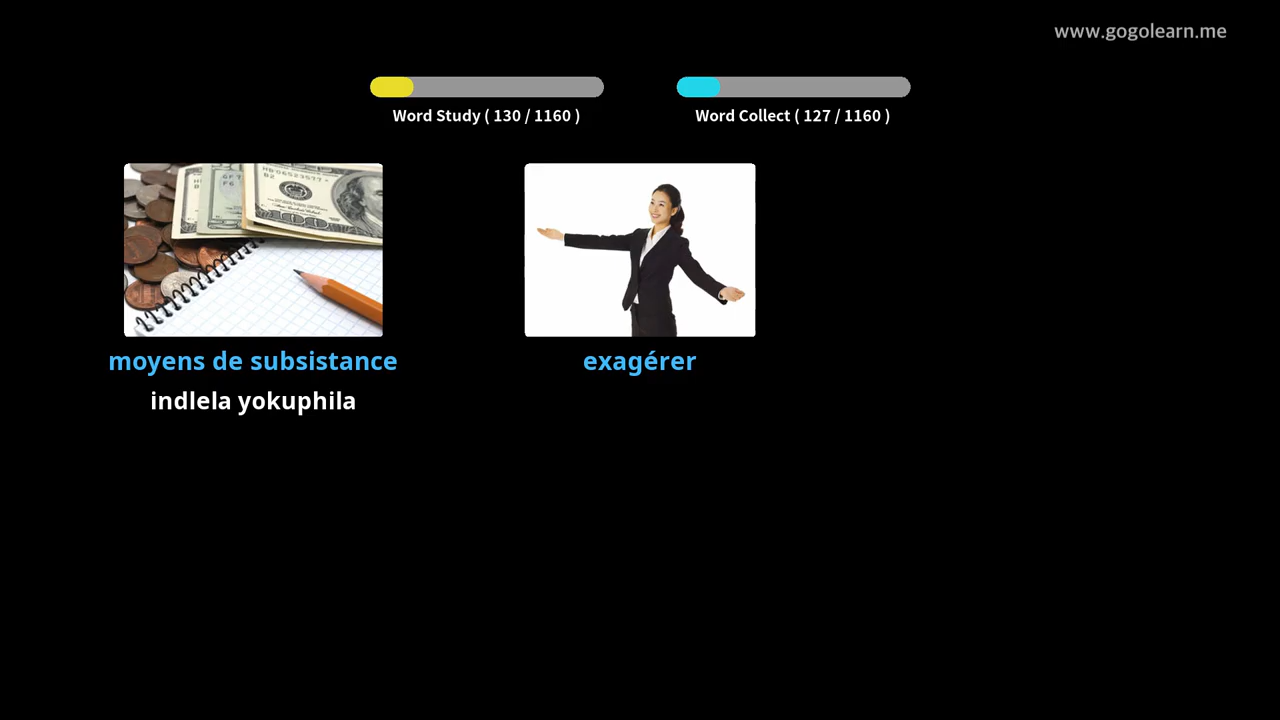 www.gogolearn.me
Word Study ( 130 / 1160 )
Word Collect ( 127 / 1160 )
moyens de subsistance
indlela yokuphila
exagérer